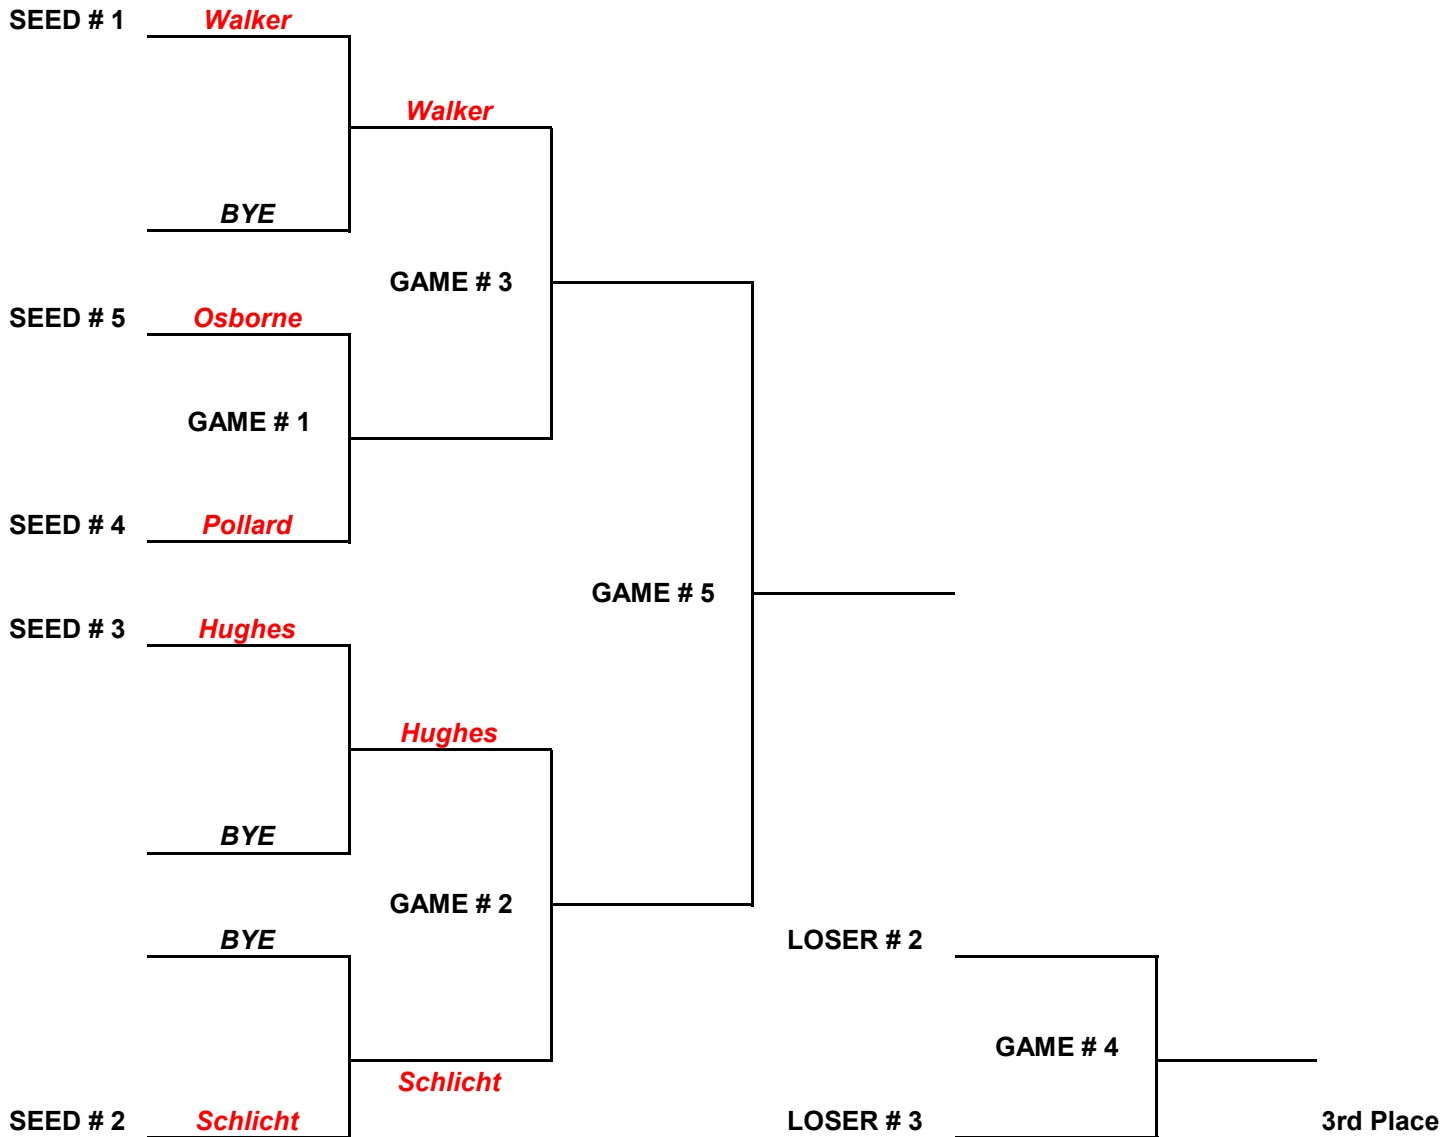 SEED # 1 Walker
Walker
BYE
GAME # 3
SEED # 5 Osborne
GAME # 1
SEED # 4 Pollard
GAME # 5
SEED # 3 Hughes
Hughes
BYE
GAME # 2
BYE LOSER # 2
GAME # 4
Schlicht
SEED # 2 Schlicht LOSER # 3 3rd Place